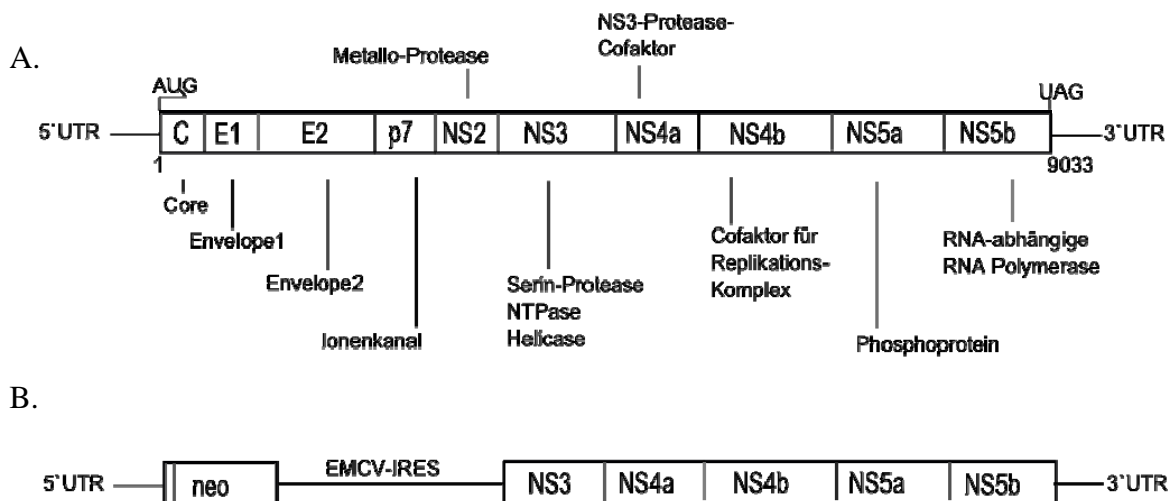 A.
NS3-Protease-
Cofaktor
Metallo-Protease
AUG
UAG
5`UTR C E1 E2 p7 NS2 NS3 NS4a NS4b NS5a NS5b 3`UTR
1 9033
Core
Envelope1
Envelope2
Ionenkanal
Serin-Protease
NTPase
Helicase
Cofaktor für
Replikations-
Komplex
Phosphoprotein
RNA-abhängige
RNA Polymerase
B.
5`UTR neo EMCV-IRES NS3 NS4a NS4b NS5a NS5b 3`UTR